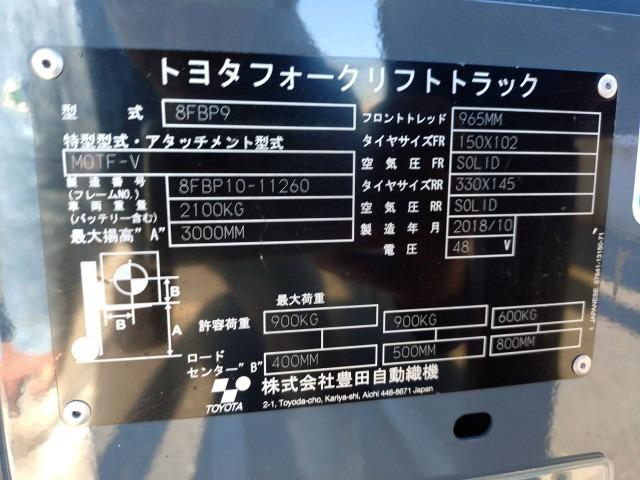 トヨタフォークリフトトラック
型式 8FBP9
フロントトレッド 965MM
特型型式・アタッチメント型式
タイヤサイズFR 150X102
MOTF-V
空気圧FR SOLID
製造番号(フレームNO.) 8FBP10-11260
タイヤサイズRR 330X145
車両重量(バッテリー含む) 2100KG
空気圧RR SOLID
最大揚高"A" 3000MM
製造年月 2018/10
電圧 48 V
B
B
A
最大荷重
許容荷重 900KG 900KG 600KG
ロードセンター"B" 400MM 500MM 800MM
TOYOTA
株式会社豊田自動織機
2-1, Toyoda-cho, Kariya-shi, Aichi 448-8671 Japan
1. JAPANESE 57641-13150-71